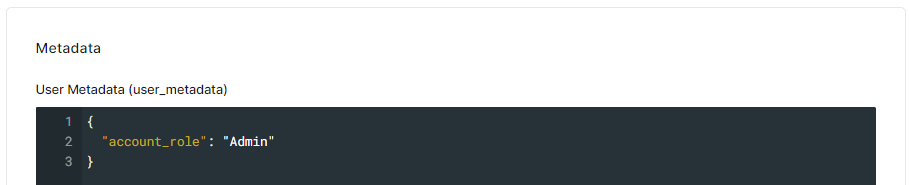 Metadata
User Metadata (user_metadata)
1 {
2 "account_role": "Admin"
3 }